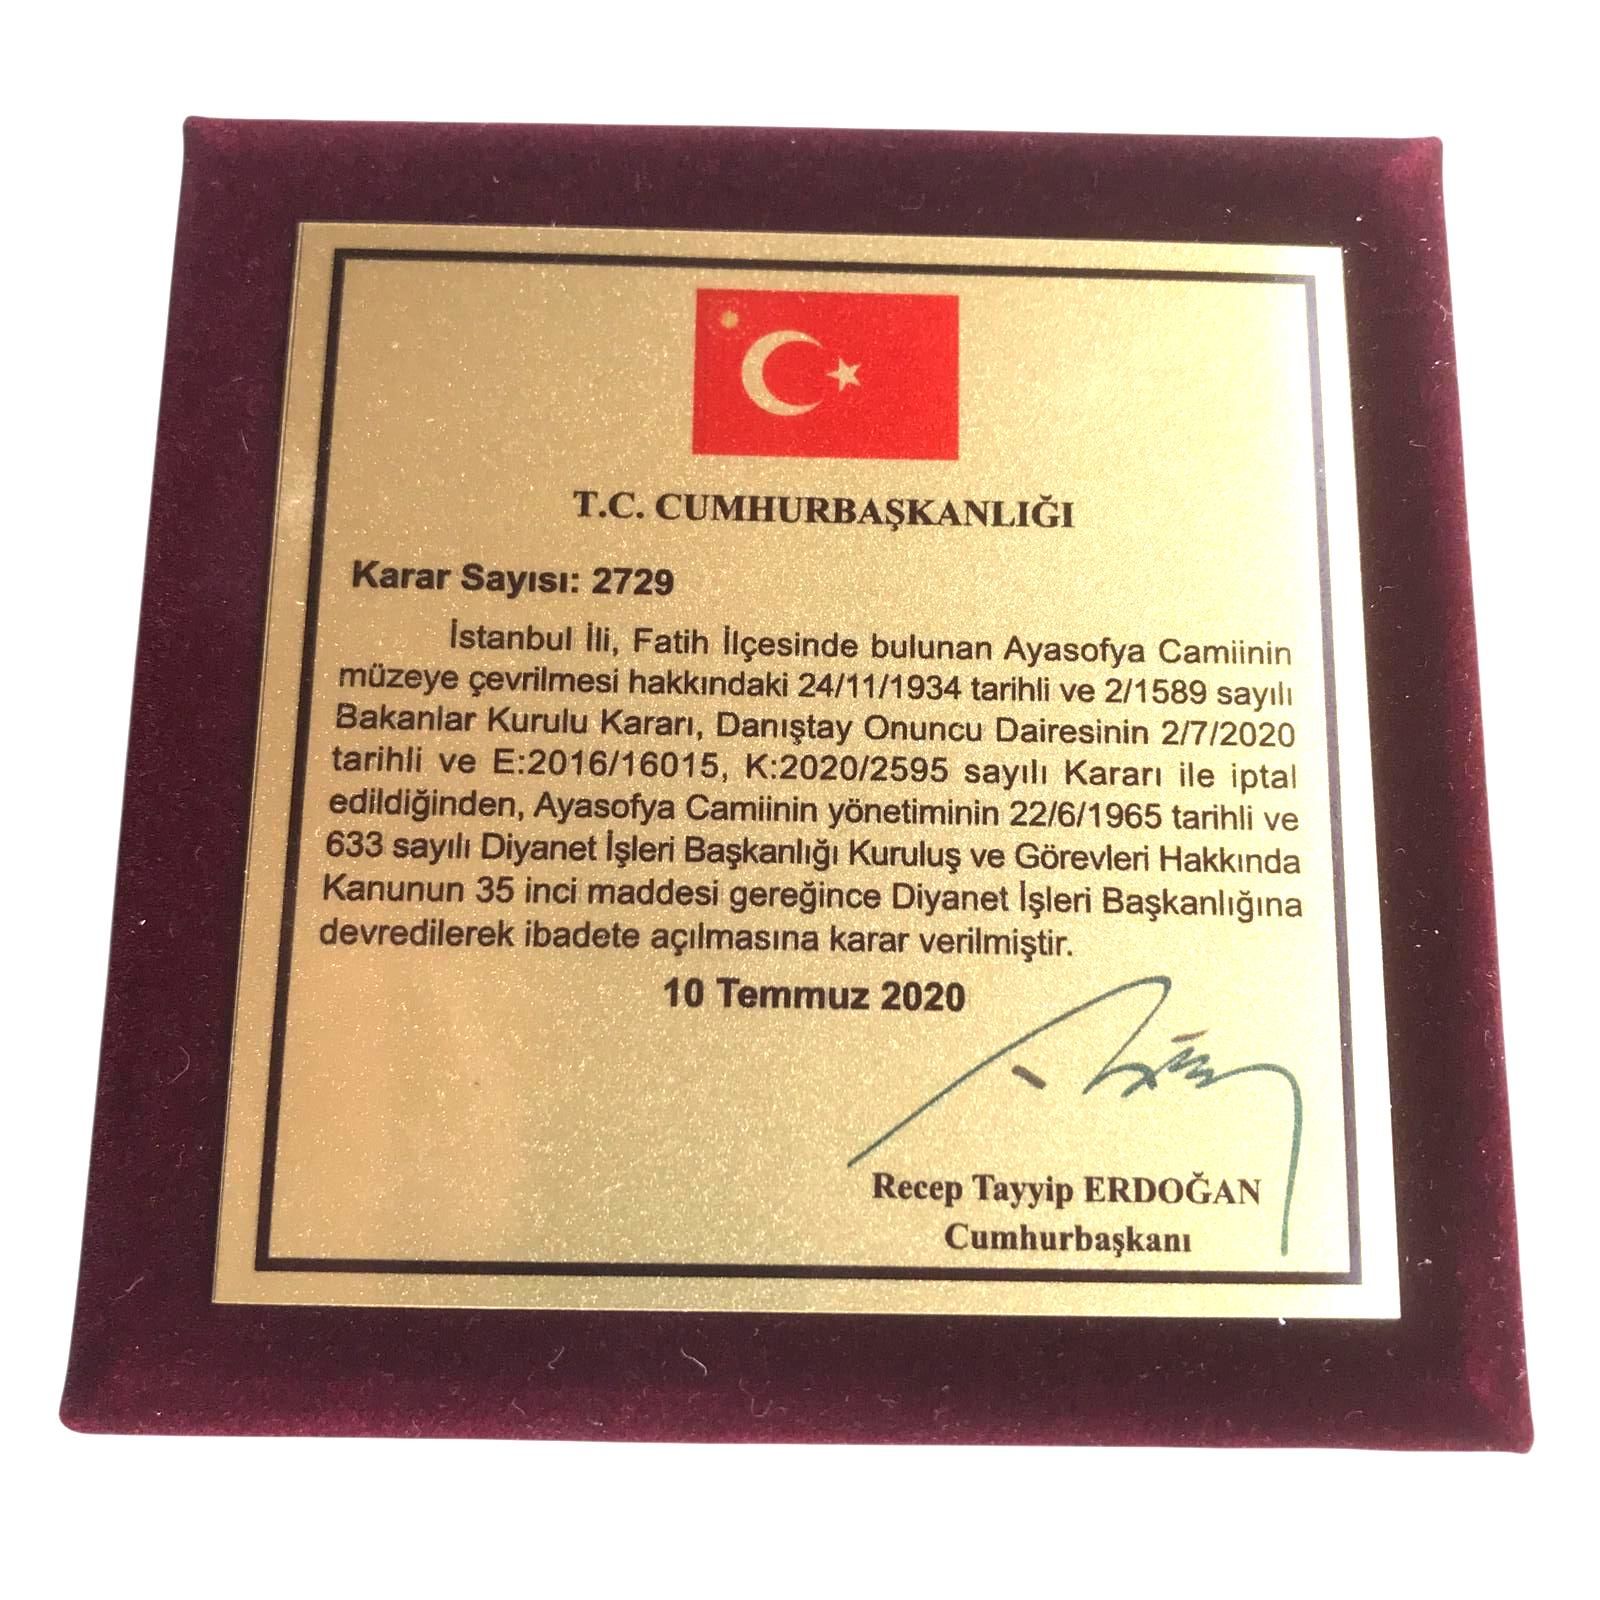 T.C. CUMHURBAŞKANLIĞI
Karar Sayısı: 2729
İstanbul İli, Fatih İlçesinde bulunan Ayasofya Camiinin
müzeye çevrilmesi hakkındaki 24/11/1934 tarihli ve 2/1589 sayılı
Bakanlar Kurulu Kararı, Danıştay Onuncu Dairesinin 2/7/2020
tarihli ve E:2016/16015, K:2020/2595 sayılı Kararı ile iptal
edildiğinden, Ayasofya Camiinin yönetiminin 22/6/1965 tarihli ve
633 sayılı Diyanet İşleri Başkanlığı Kuruluş ve Görevleri Hakkında
Kanunun 35 inci maddesi gereğince Diyanet İşleri Başkanlığına
devredilerek ibadete açılmasına karar verilmiştir.
10 Temmuz 2020
Recep Tayyip ERDOĞAN
Cumhurbaşkanı